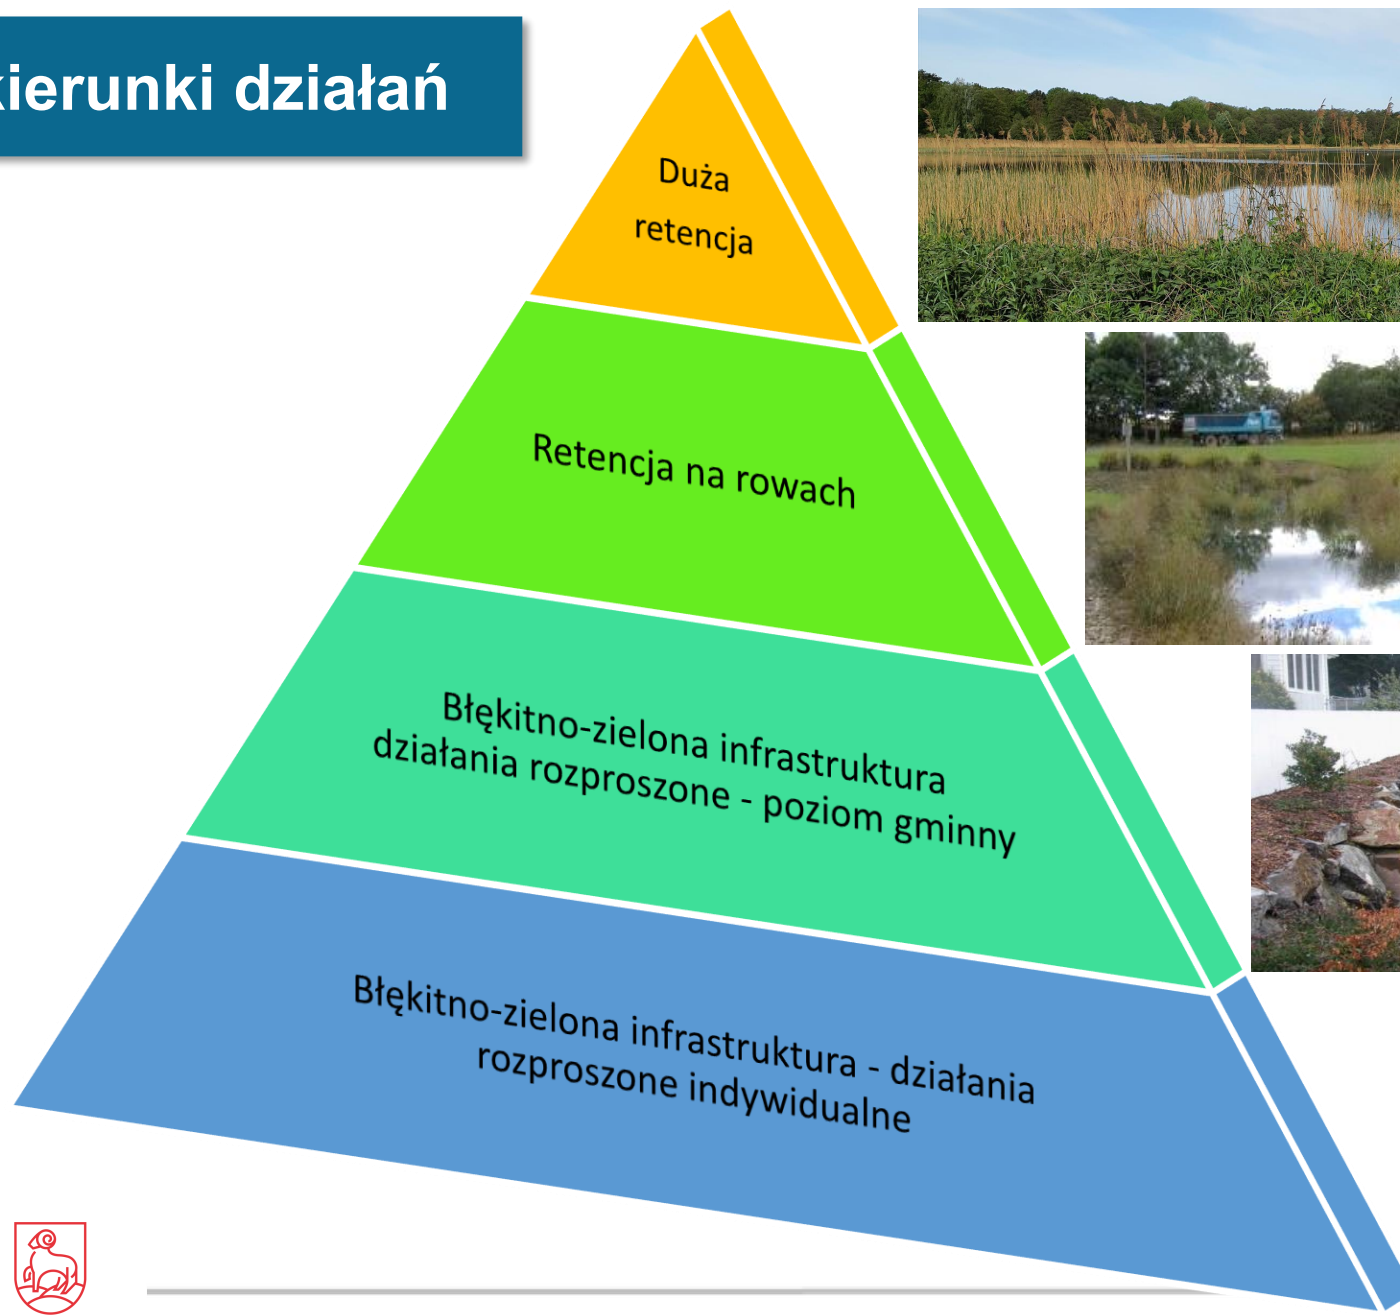 kierunki działań
Duża
retencja
Retencja na rowach
Błękitno-zielona infrastruktura
działania rozproszone - poziom gminny
Błękitno-zielona infrastruktura - działania
rozproszone indywidualne